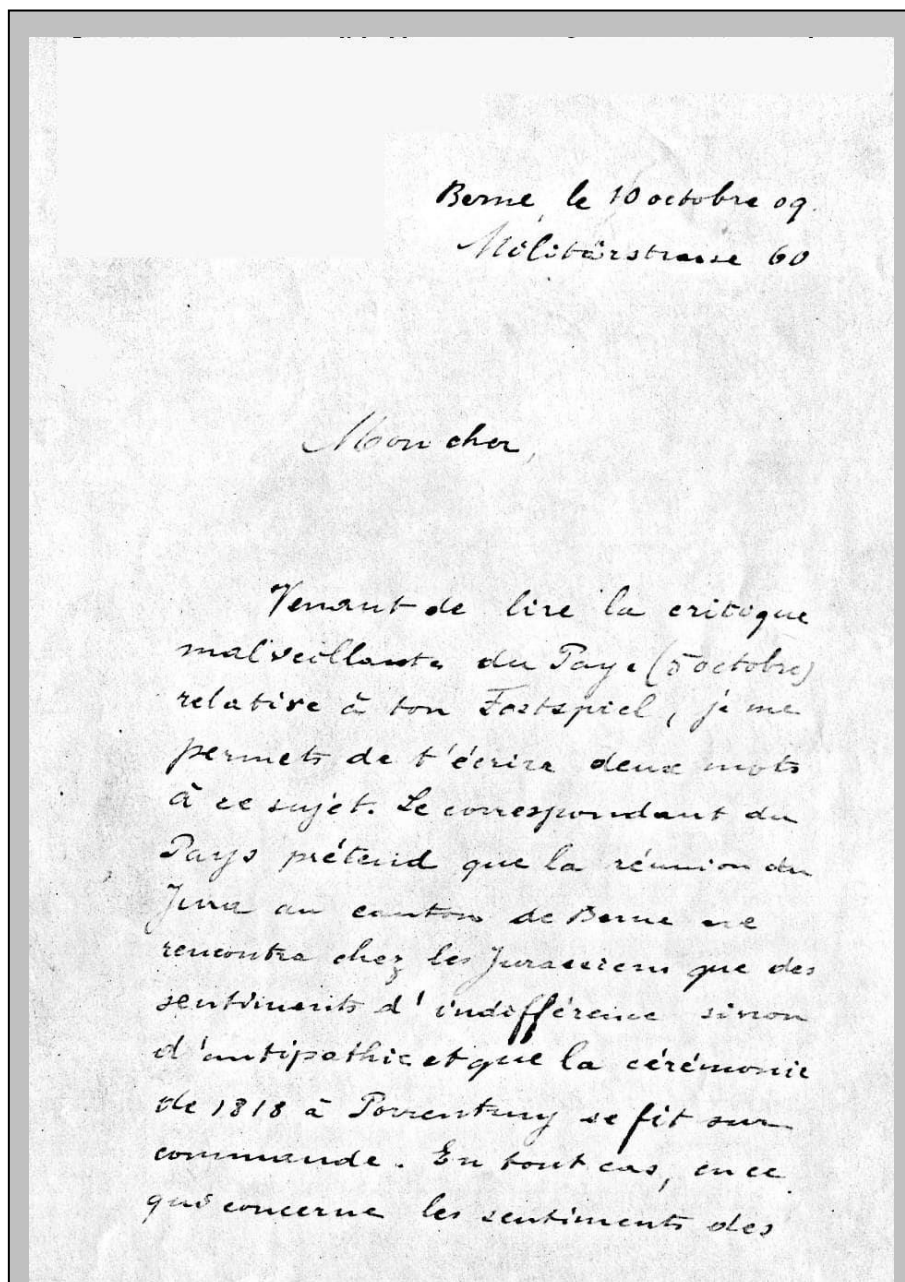 Berne, le 10 octobre 09.
Militärstrasse 60
Mon cher,
Venant de lire la critique
malveillante du Pays (5 octobre)
relative à ton Festspiel, je me
permets de t'écrire deux mots
à ce sujet. Le correspondant du
Pays prétend que la réunion du
Jura au canton de Berne ne
rencontra chez les Jurassiens que des
sentiments d'indifférence sinon
d'antipathie et que la cérémonie
de 1818 à Porrentruy se fit sur
commande. En tout cas, en ce
qui concerne les sentiments des